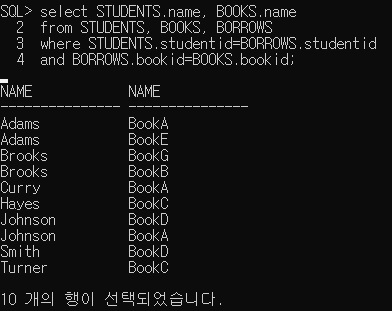 SQL> select STUDENTS.name, BOOKS.name
  2  from STUDENTS, BOOKS, BORROWS
  3  where STUDENTS.studentid=BORROWS.studentid
  4  and BORROWS.bookid=BOOKS.bookid;
NAME            NAME
--------------- ---------------
Adams           BookA
Adams           BookE
Brooks          BookG
Brooks          BookB
Curry           BookA
Hayes           BookC
Johnson         BookD
Johnson         BookA
Smith           BookD
Turner          BookC
10 개의 행이 선택되었습니다.